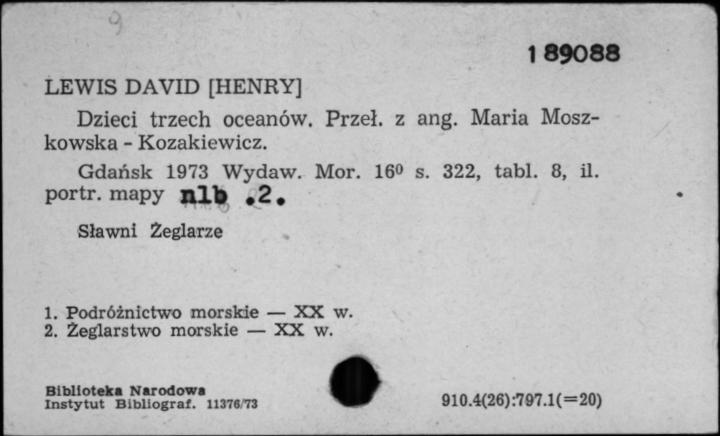 9
189088
LEWIS DAVID [HENRY]
Dzieci trzech oceanów. Przeł. z ang. Maria Mosz-
kowska - Kozakiewicz.
Gdańsk 1973 Wydaw. Mor. 16⁰ s. 322, tabl. 8, il.
portr. mapy nlb .2.
Sławni Żeglarze
1. Podróżnictwo morskie — XX w.
2. Żeglarstwo morskie — XX w.
Biblioteka Narodowa
Instytut Bibliograf. 11376/73
910.4(26):797.1(=20)